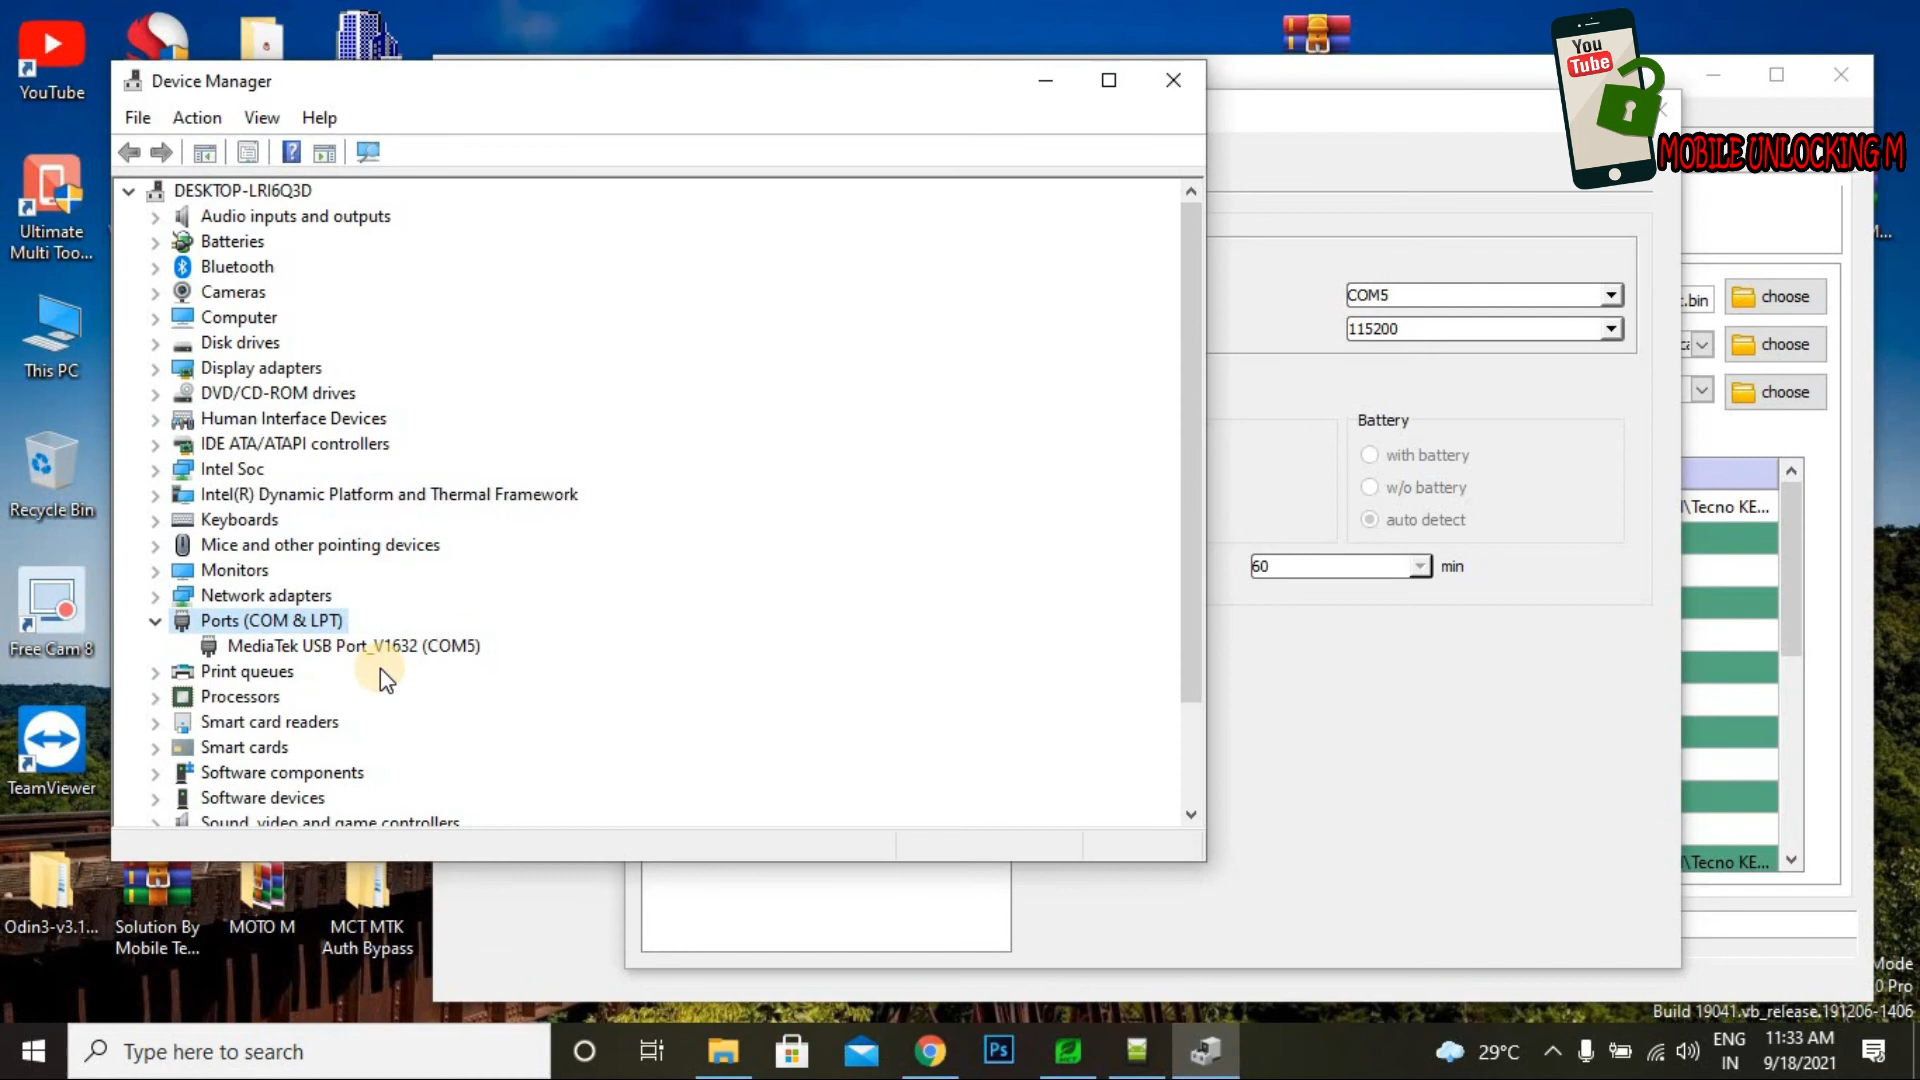 YouTube
Ultimate
Multi Too...
This PC
Recycle Bin
Free Cam 8
TeamViewer
Odin3-v3.1...
Solution By
Mobile Te...
MOTO M
MCT MTK
Auth Bypass
Device Manager
File Action View Help
DESKTOP-LRI6Q3D
Audio inputs and outputs
Batteries
Bluetooth
Cameras
Computer
Disk drives
Display adapters
DVD/CD-ROM drives
Human Interface Devices
IDE ATA/ATAPI controllers
Intel Soc
Intel(R) Dynamic Platform and Thermal Framework
Keyboards
Mice and other pointing devices
Monitors
Network adapters
Ports (COM & LPT)
MediaTek USB Port_V1632 (COM5)
Print queues
Processors
Smart card readers
Smart cards
Software components
Software devices
Sound, video and game controllers
COM5
115200
Battery
with battery
w/o battery
auto detect
60 min
You
Tube
MOBILE UNLOCKING M
M...
.bin choose
choose
choose
\Tecno KE...
\Tecno KE...
Mode
0 Pro
Build 19041.vb_release.191206-1406
Type here to search
Ps
29°C
ENG
IN
11:33 AM
9/18/2021